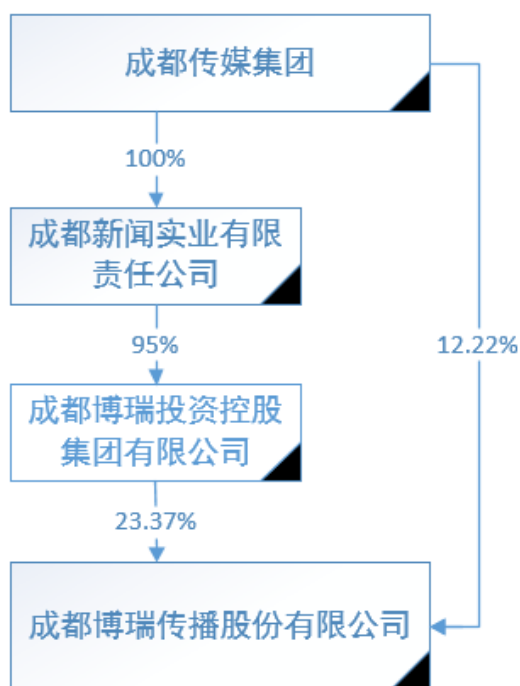 成都传媒集团
100%
成都新闻实业有限
责任公司
95%
12.22%
成都博瑞投资控股
集团有限公司
23.37%
成都博瑞传播股份有限公司